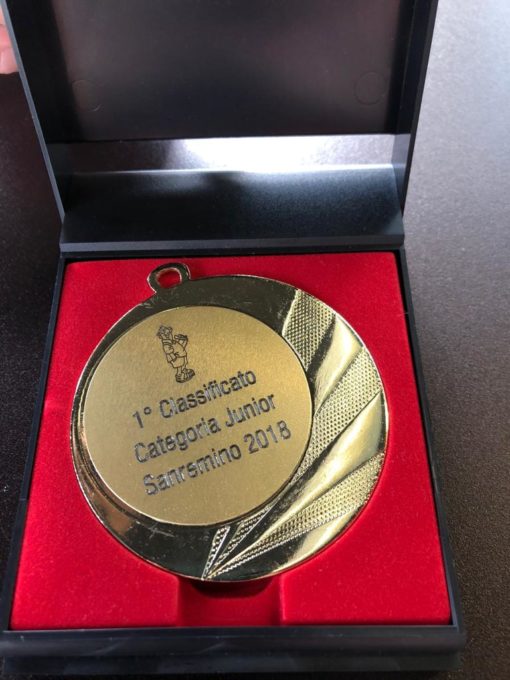 1° Classificato
Categoria Junior
Sanremino 2018